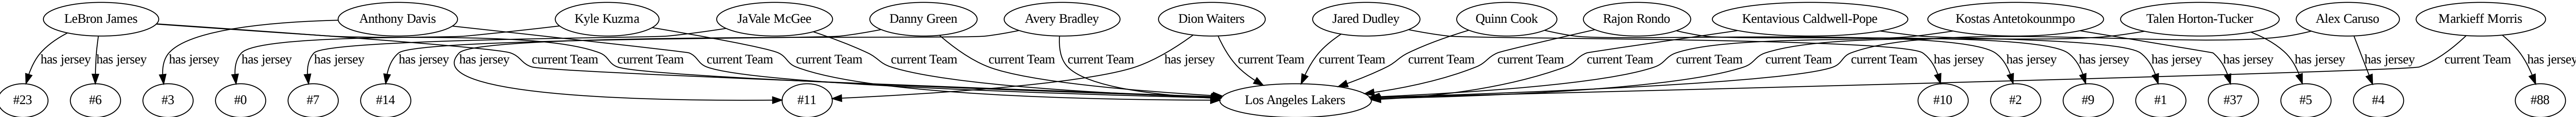 LeBron James
Anthony Davis
Kyle Kuzma
JaVale McGee
Danny Green
Avery Bradley
Dion Waiters
Jared Dudley
Quinn Cook
Rajon Rondo
Kentavious Caldwell-Pope
Kostas Antetokounmpo
Talen Horton-Tucker
Alex Caruso
Markieff Morris
has jersey
has jersey
has jersey
has jersey
has jersey
has jersey
has jersey
current Team
current Team
current Team
current Team
current Team
current Team
current Team
has jersey
current Team
current Team
current Team
current Team
current Team
current Team
current Team
current Team
has jersey
has jersey
has jersey
has jersey
has jersey
has jersey
has jersey
current Team
has jersey
#23
#6
#3
#0
#7
#14
#11
Los Angeles Lakers
#10
#2
#9
#1
#37
#5
#4
#88